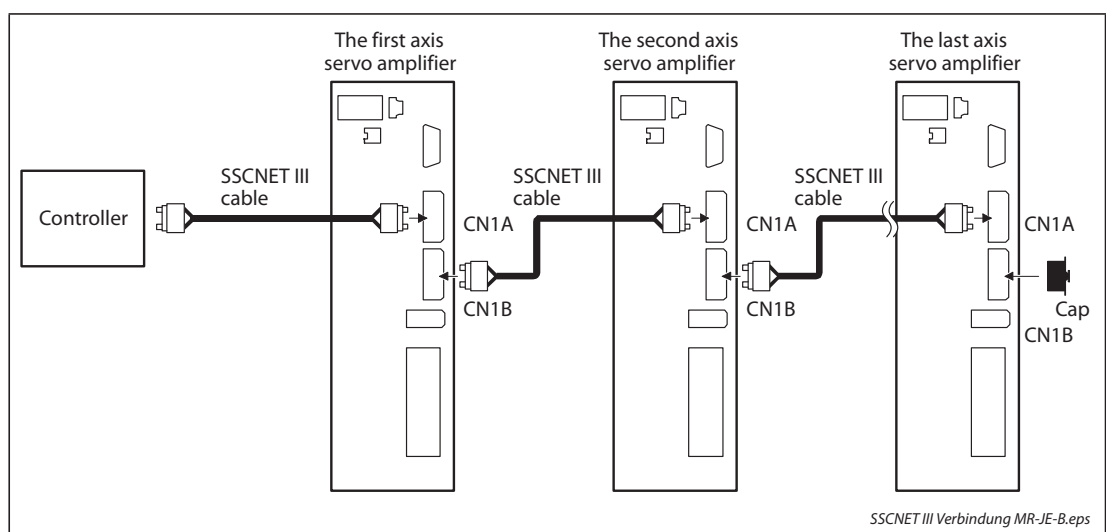 The first axis
servo amplifier
The second axis
servo amplifier
The last axis
servo amplifier
Controller
SSCNET III
cable
CN1A
CN1B
SSCNET III
cable
CN1A
CN1B
SSCNET III
cable
CN1A
Cap
CN1B
SSCNET III Verbindung MR-JE-B.eps